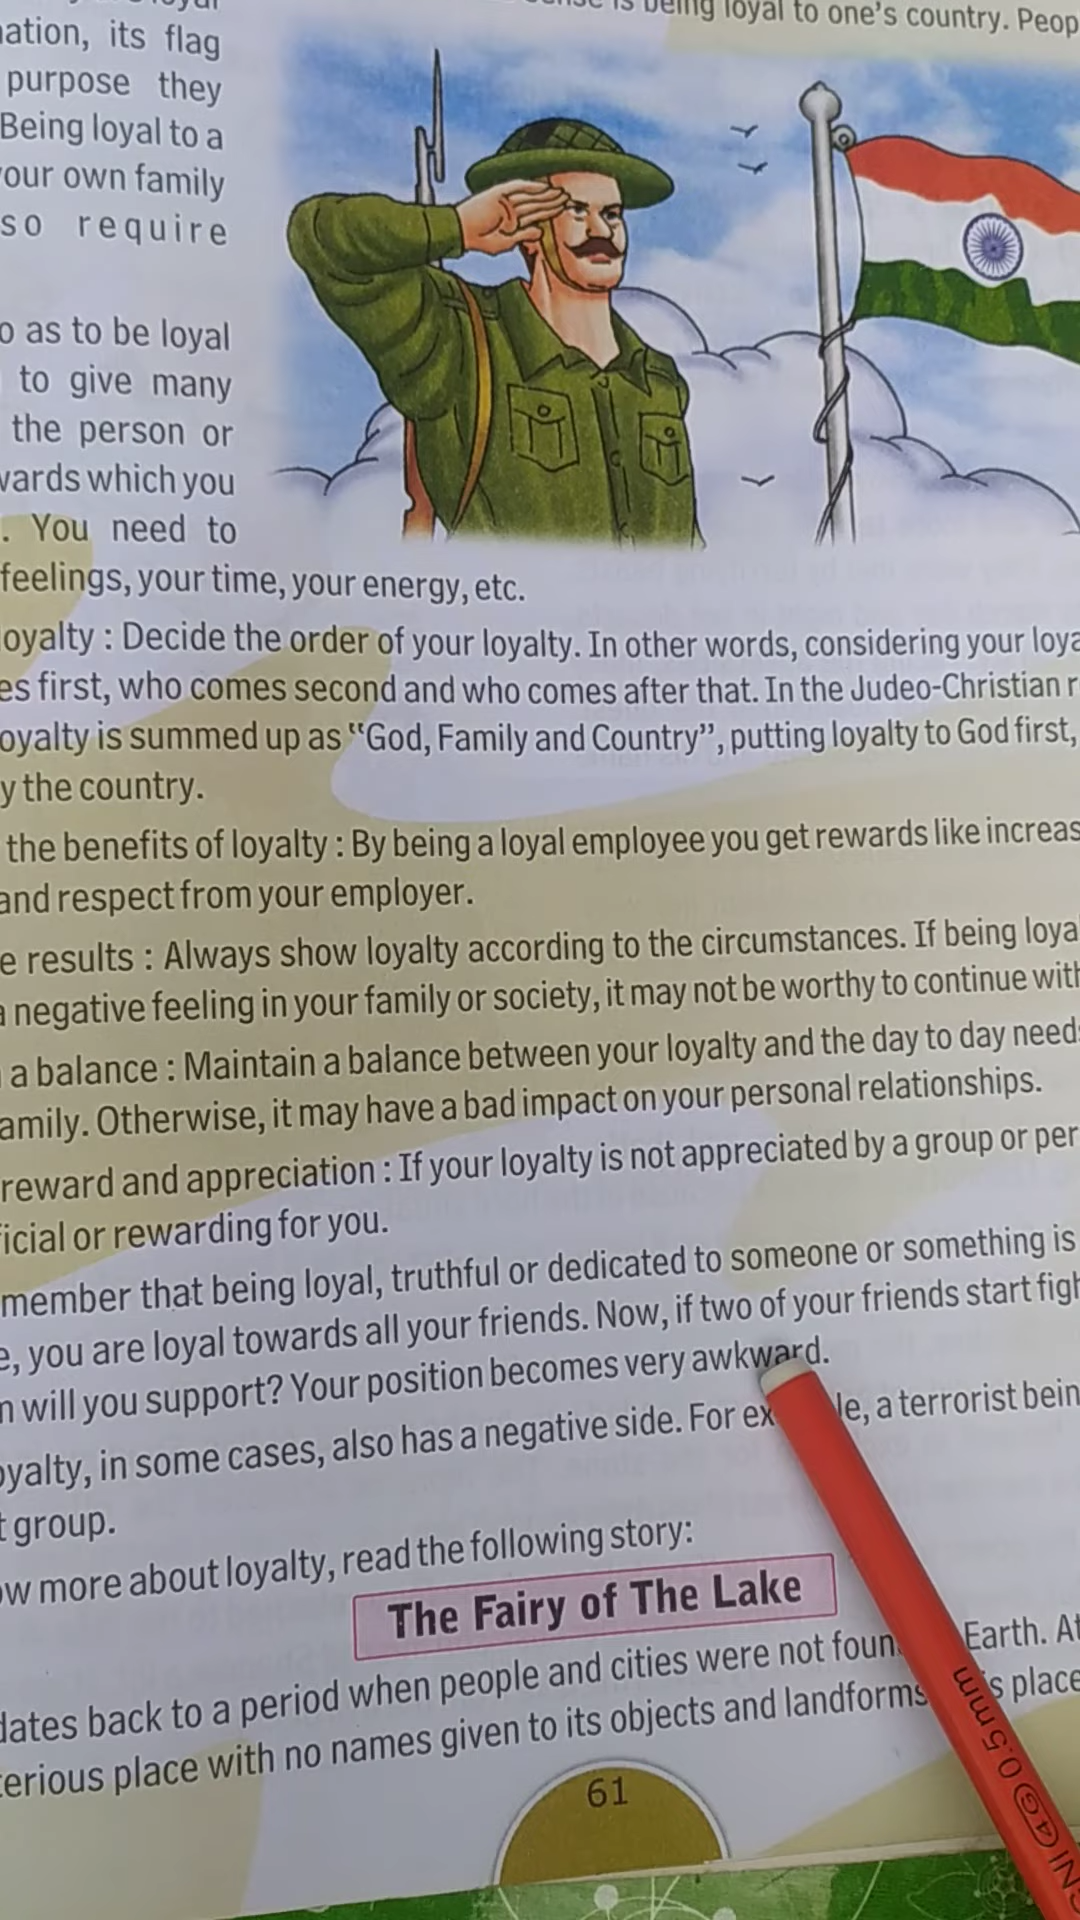 is being loyal to one's country. Peop
nation, its flag
purpose they
Being loyal to a
your own family
so require
o as to be loyal
to give many
the person or
wards which you
. You need to
feelings, your time, your energy, etc.
loyalty : Decide the order of your loyalty. In other words, considering your loya
es first, who comes second and who comes after that. In the Judeo-Christian r
oyalty is summed up as "God, Family and Country", putting loyalty to God first,
y the country.
the benefits of loyalty : By being a loyal employee you get rewards like increas
and respect from your employer.
e results : Always show loyalty according to the circumstances. If being loya
a negative feeling in your family or society, it may not be worthy to continue with
a balance : Maintain a balance between your loyalty and the day to day needs
amily. Otherwise, it may have a bad impact on your personal relationships.
reward and appreciation : If your loyalty is not appreciated by a group or per
ficial or rewarding for you.
member that being loyal, truthful or dedicated to someone or something is
e, you are loyal towards all your friends. Now, if two of your friends start figh
n will you support? Your position becomes very awkward.
oyalty, in some cases, also has a negative side. For ex le, a terrorist bein
t group.
ow more about loyalty, read the following story:
The Fairy of The Lake
dates back to a period when people and cities were not foun Earth. At
terious place with no names given to its objects and landforms s place
61
0.5mm